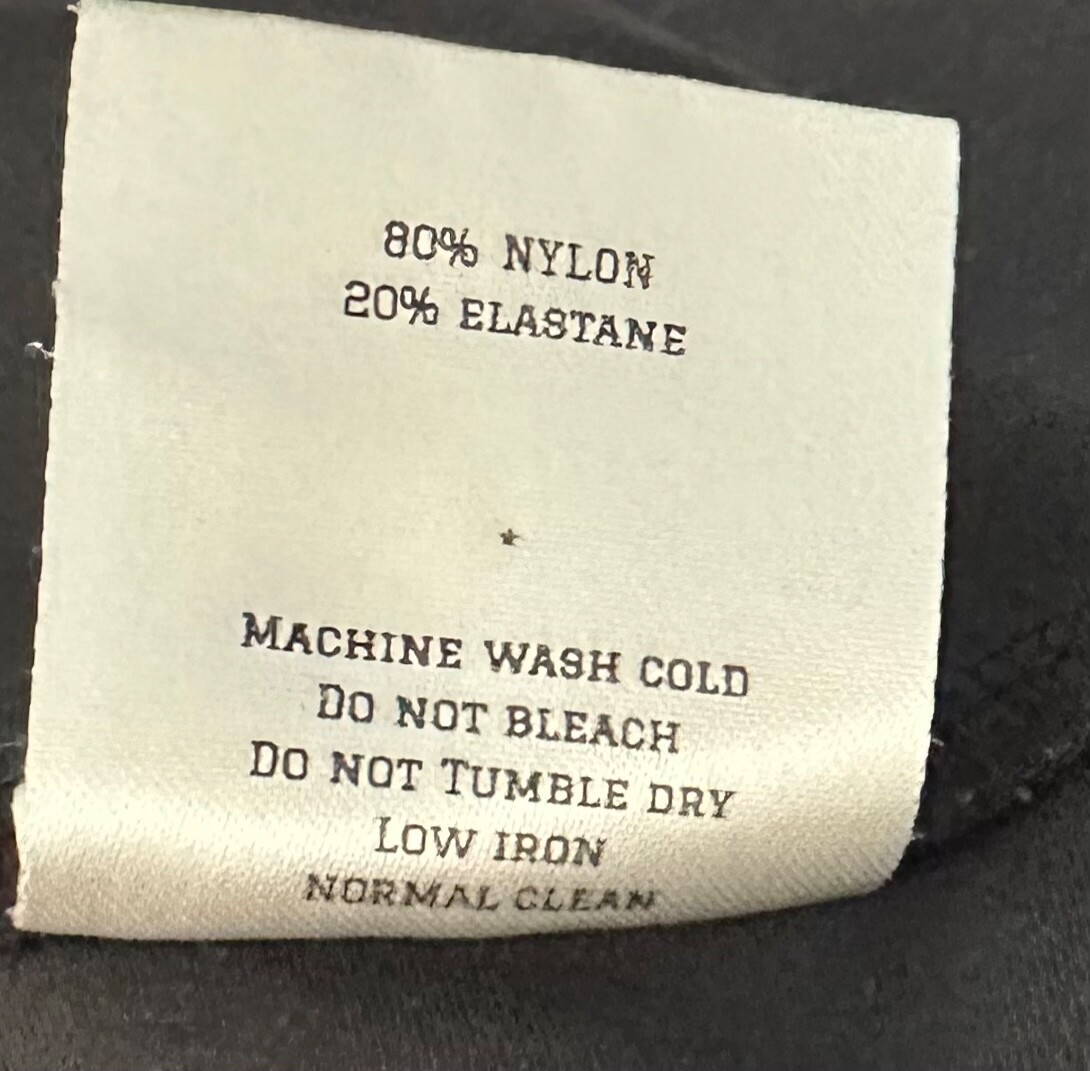 80% NYLON
20% ELASTANE
MACHINE WASH COLD
DO NOT BLEACH
DO NOT TUMBLE DRY
LOW IRON
NORMAL CLEAN